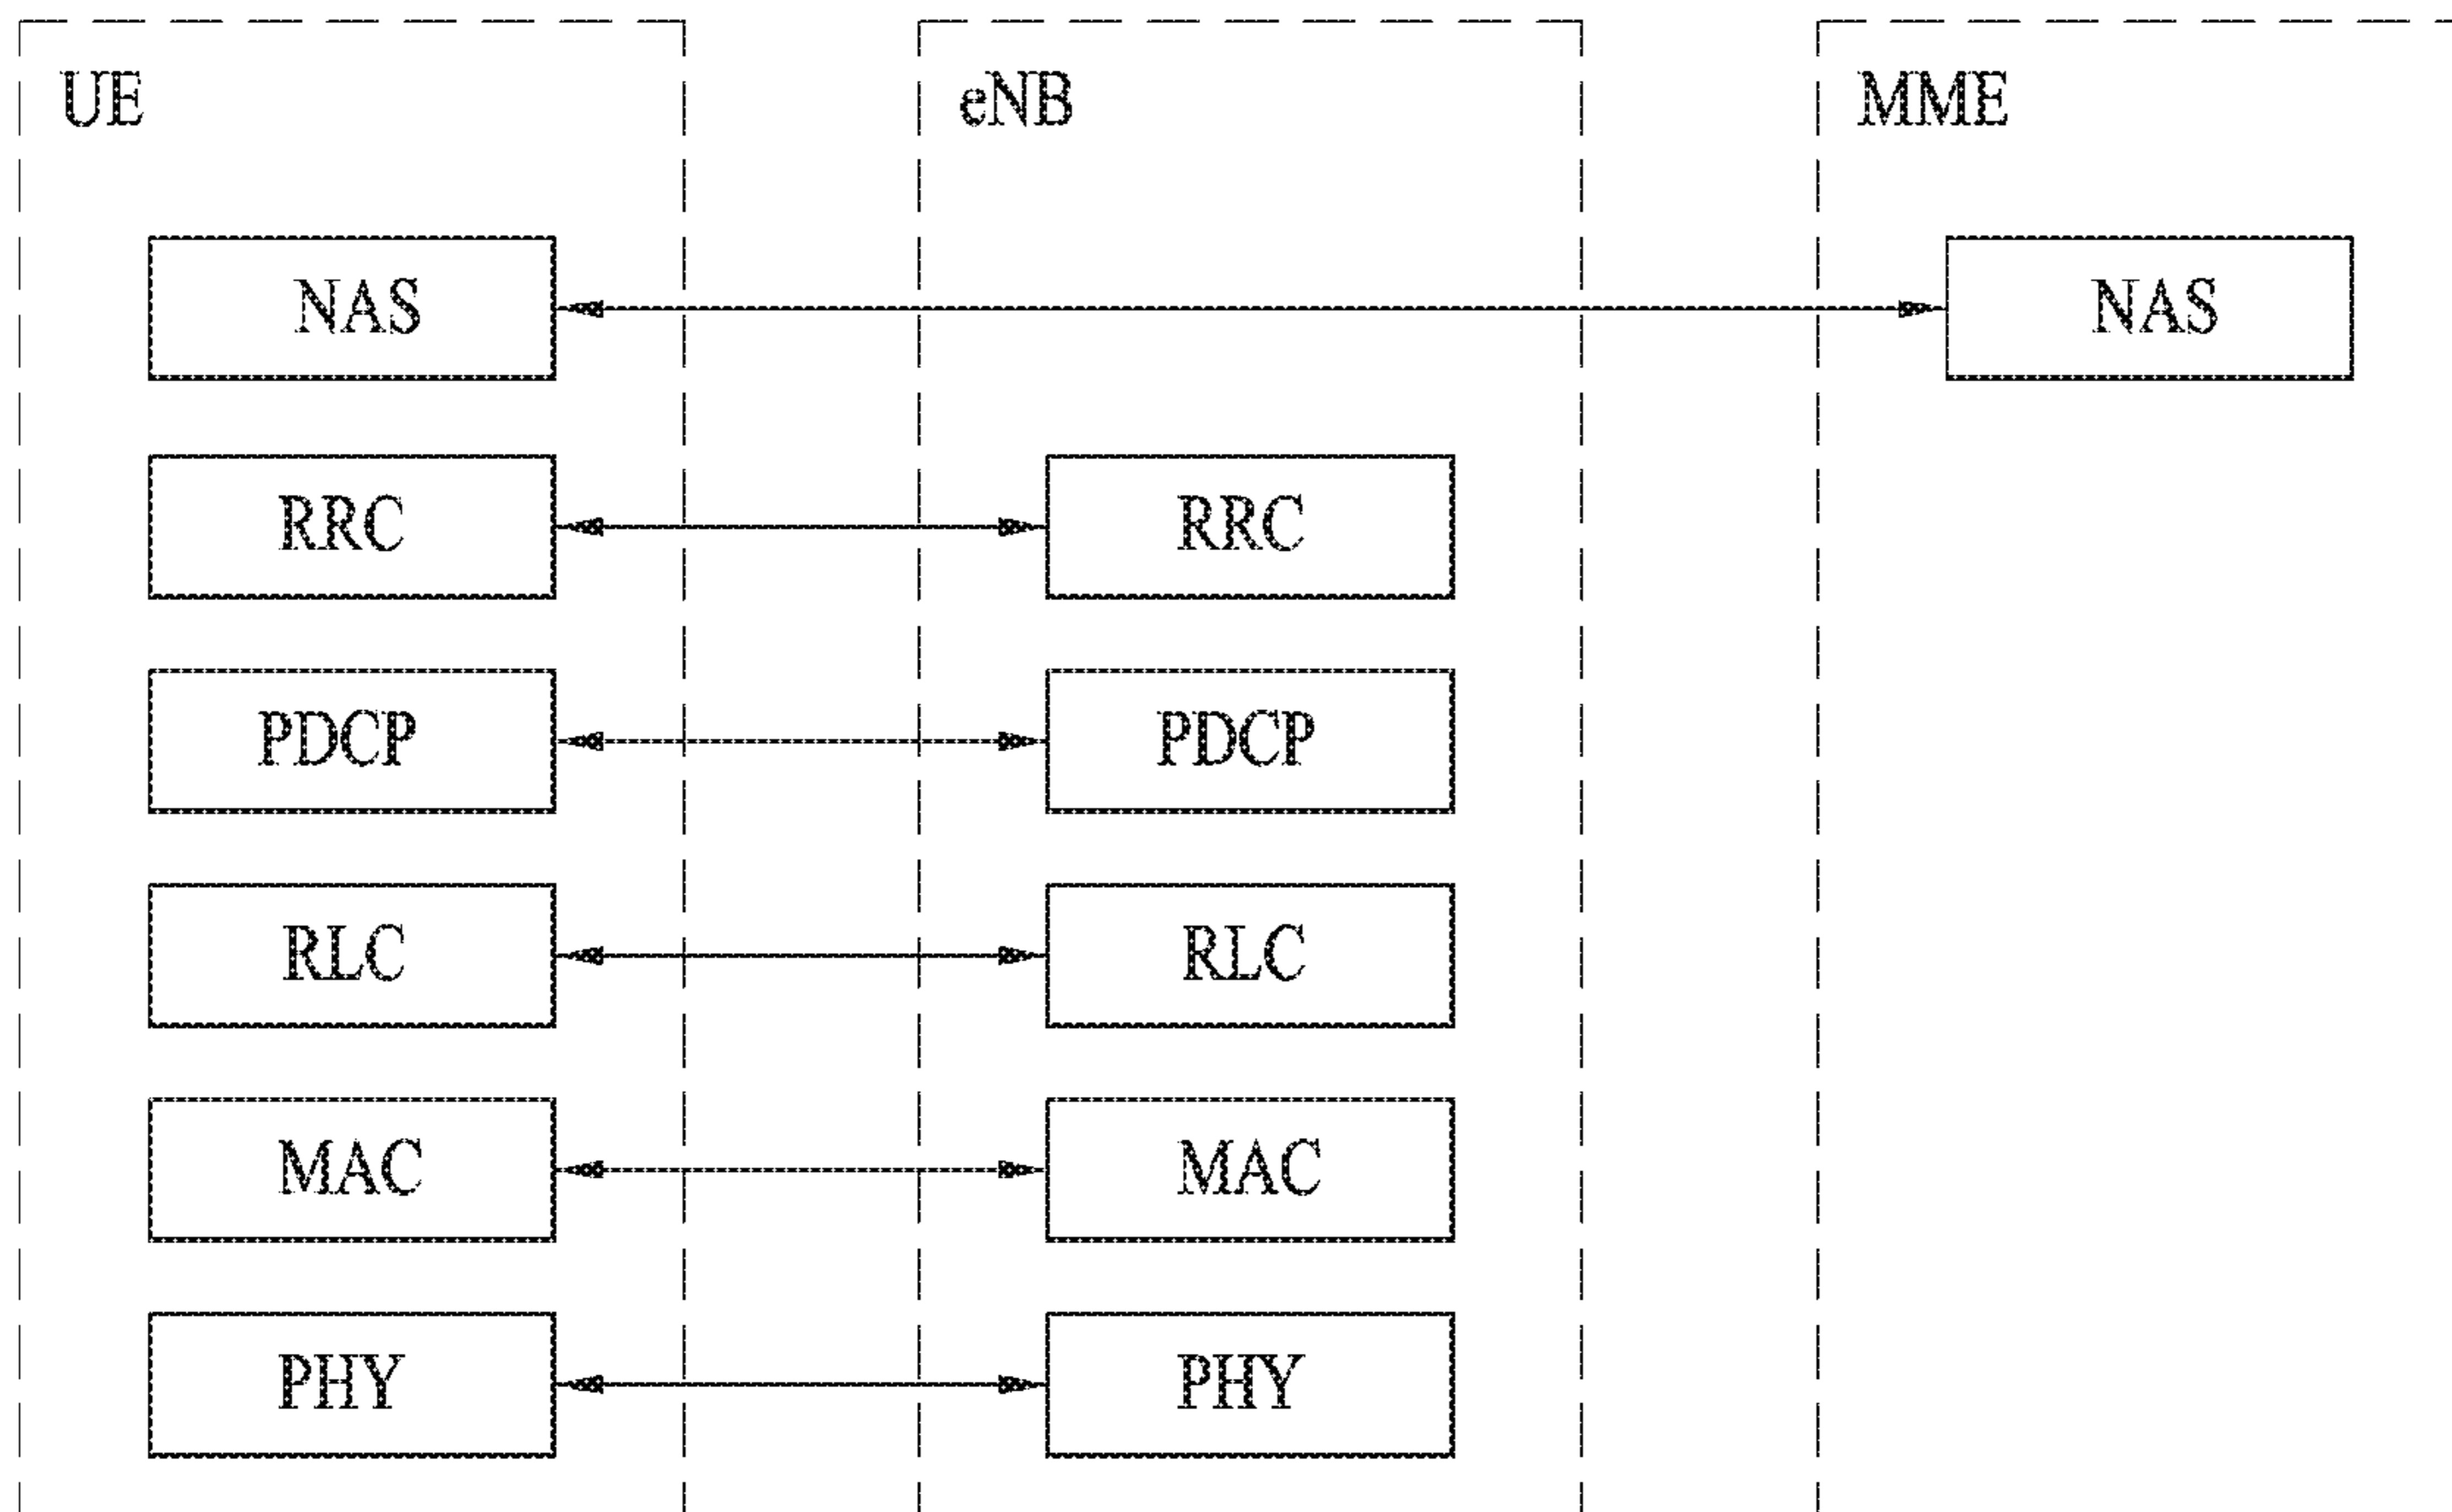 UE eNB MME
NAS NAS
RRC RRC
PDCP PDCP
RLC RLC
MAC MAC
PHY PHY